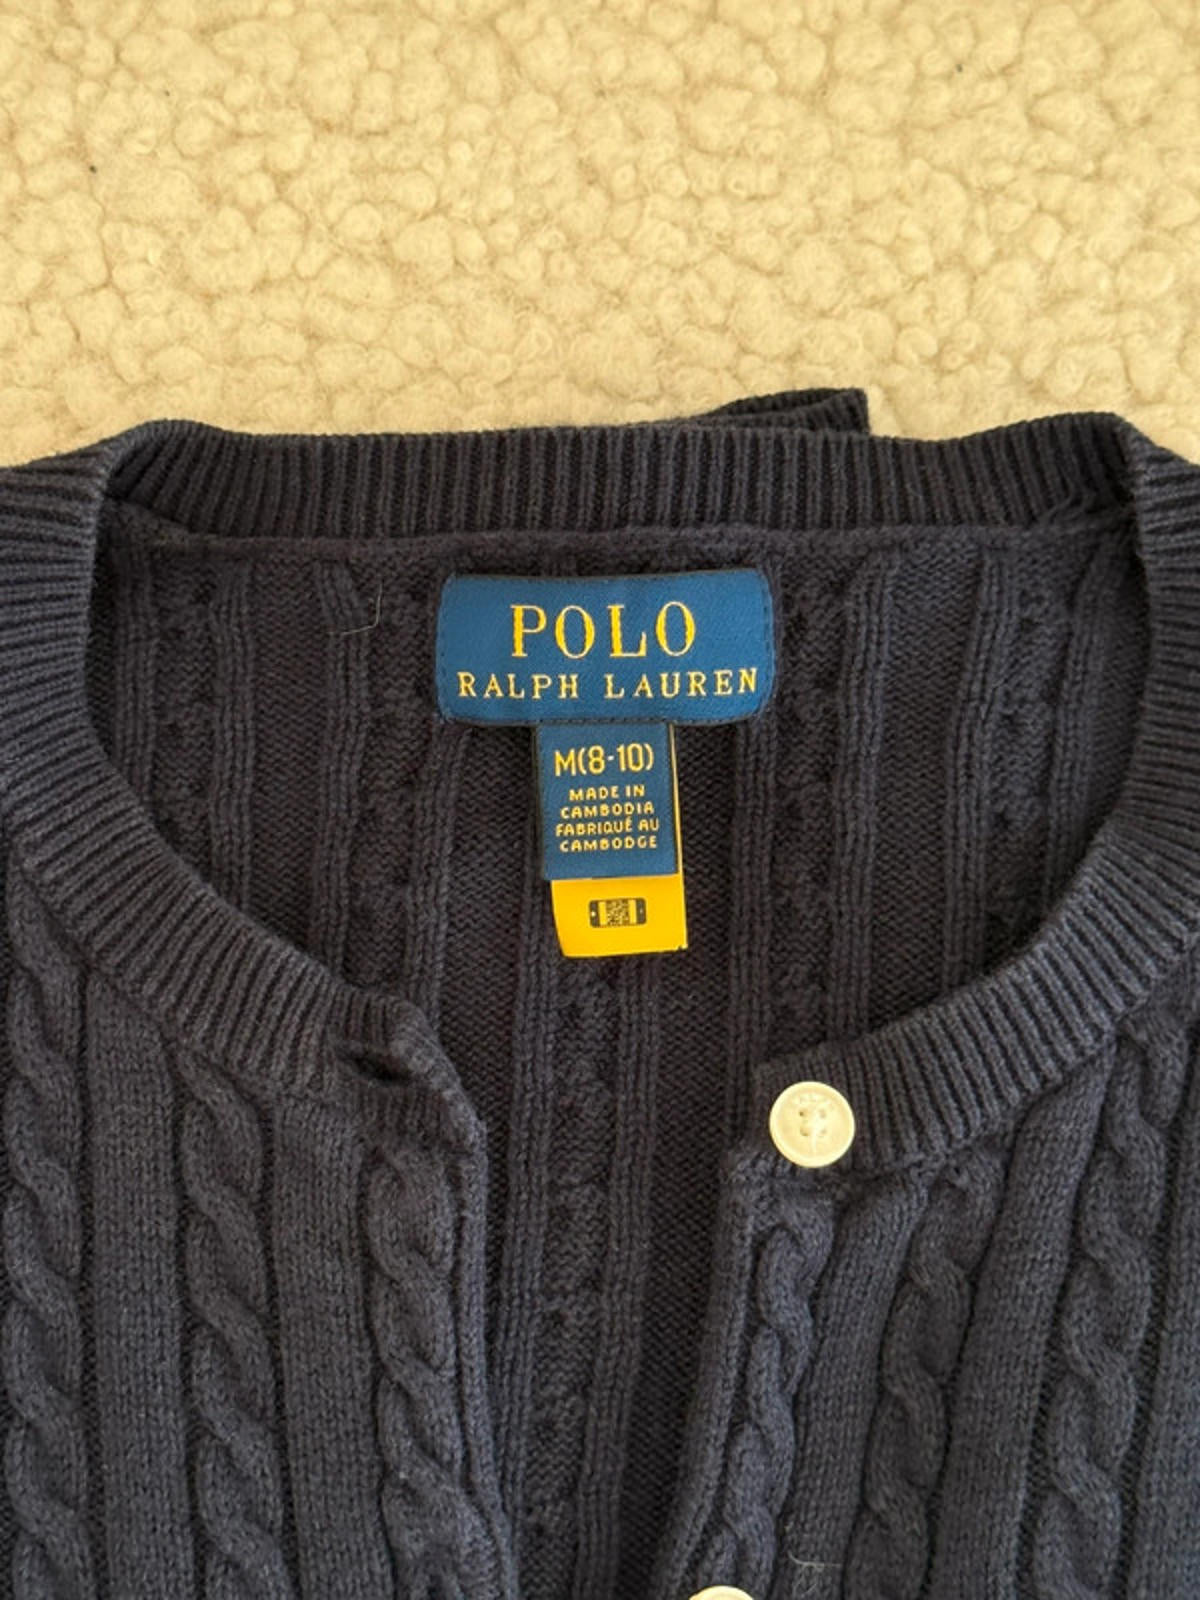 POLO
RALPH LAUREN
M(8-10)
MADE IN
CAMBODIA
FABRIQUÉ AU
CAMBODGE